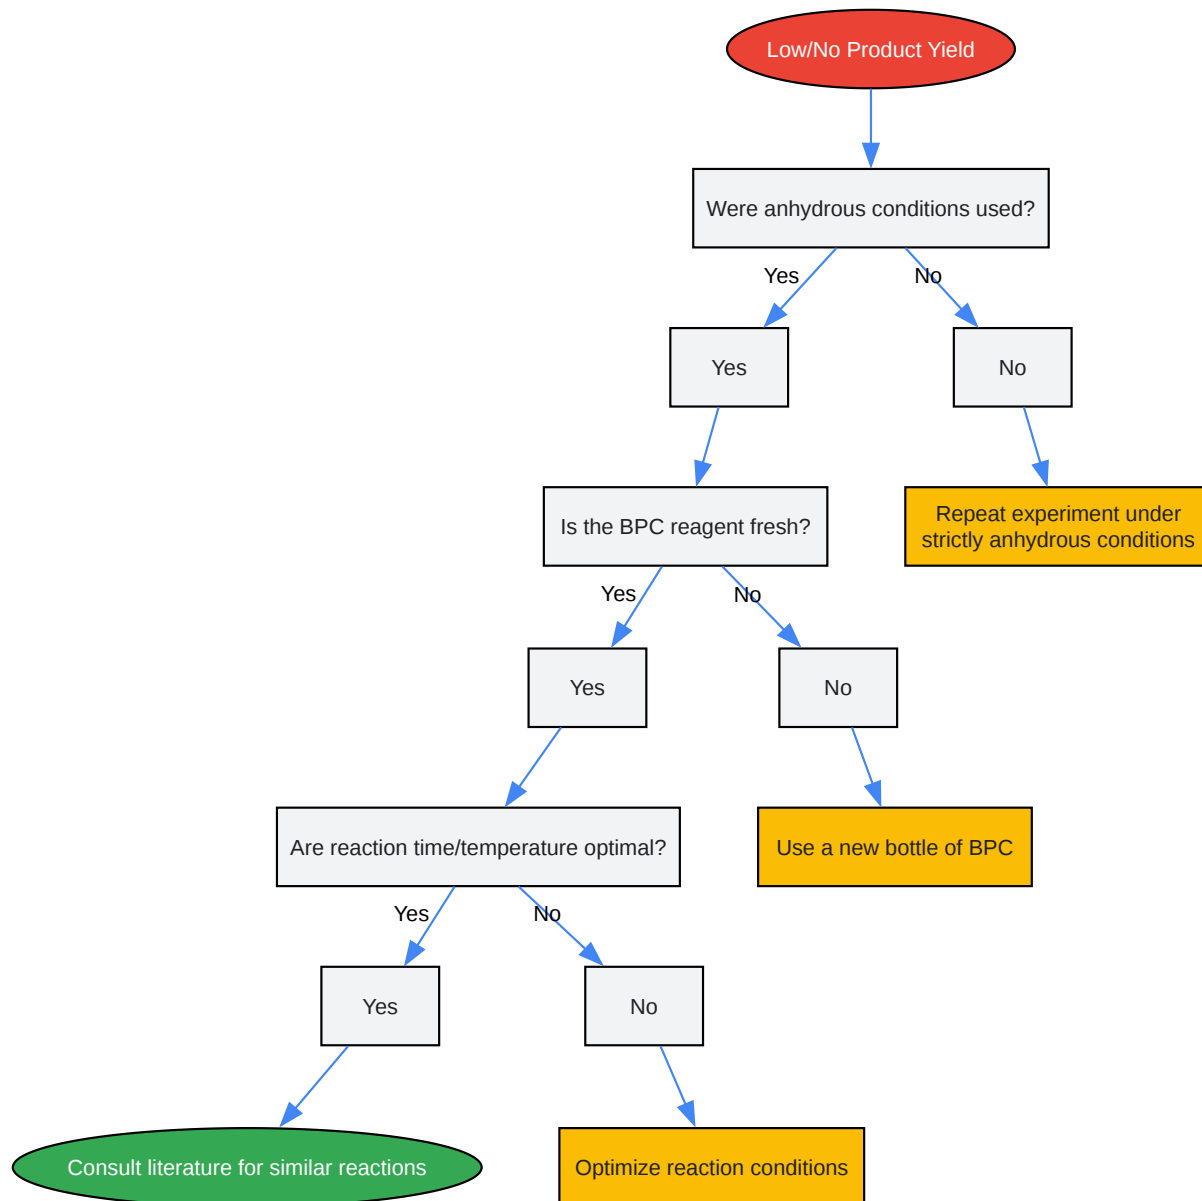 Low/No Product Yield
Were anhydrous conditions used?
Yes
No
Yes
No
Is the BPC reagent fresh?
Repeat experiment under
strictly anhydrous conditions
Yes
No
Yes
No
Are reaction time/temperature optimal?
Use a new bottle of BPC
Yes
No
Yes
No
Consult literature for similar reactions
Optimize reaction conditions